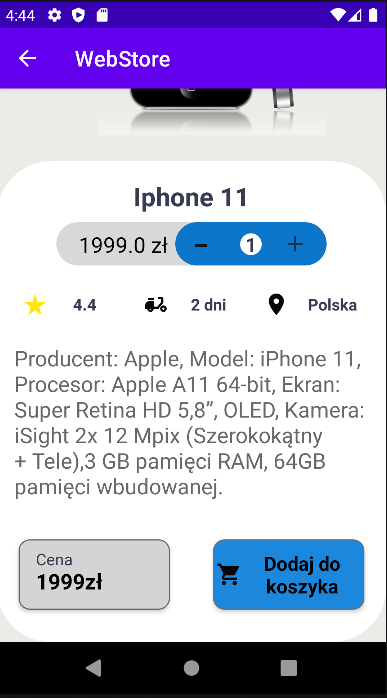 4:44
WebStore
Iphone 11
1999.0 zł - 1 +
4.4 2 dni Polska
Producent: Apple, Model: iPhone 11,
Procesor: Apple A11 64-bit, Ekran:
Super Retina HD 5,8”, OLED, Kamera:
iSight 2x 12 Mpix (Szerokokątny
+ Tele),3 GB pamięci RAM, 64GB
pamięci wbudowanej.
Cena
1999zł
Dodaj do
koszyka